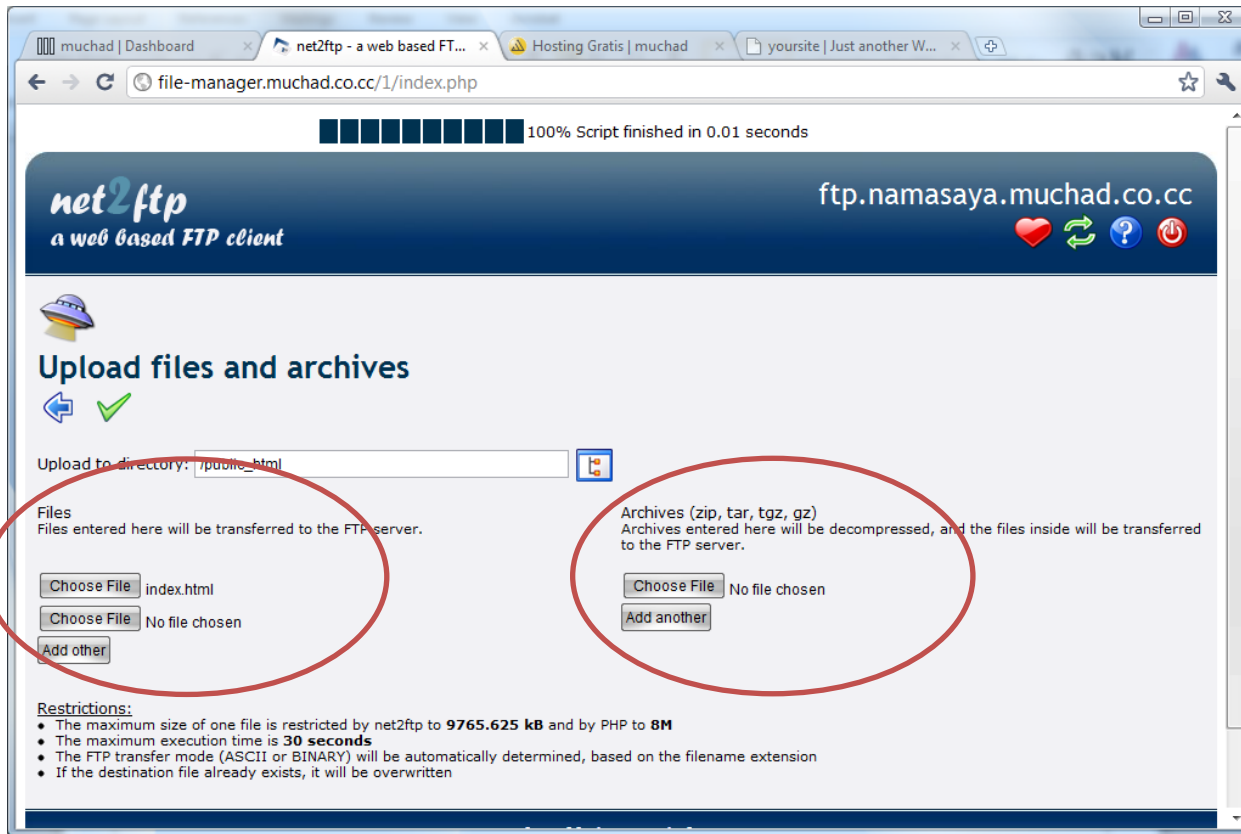 muchad | Dashboard
net2ftp - a web based FT...
Hosting Gratis | muchad
yoursite | Just another W...
file-manager.muchad.co.cc/1/index.php
100% Script finished in 0.01 seconds
net2ftp
a web based FTP client
ftp.namasaya.muchad.co.cc
Upload files and archives
Upload to directory: /public_html
Files
Files entered here will be transferred to the FTP server.
Choose File index.html
Choose File No file chosen
Add other
Archives (zip, tar, tgz, gz)
Archives entered here will be decompressed, and the files inside will be transferred
to the FTP server.
Choose File No file chosen
Add another
Restrictions:
• The maximum size of one file is restricted by net2ftp to 9765.625 kB and by PHP to 8M
• The maximum execution time is 30 seconds
• The FTP transfer mode (ASCII or BINARY) will be automatically determined, based on the filename extension
• If the destination file already exists, it will be overwritten